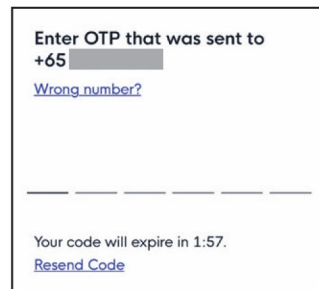 Enter OTP that was sent to
+65
Wrong number?
Your code will expire in 1:57.
Resend Code